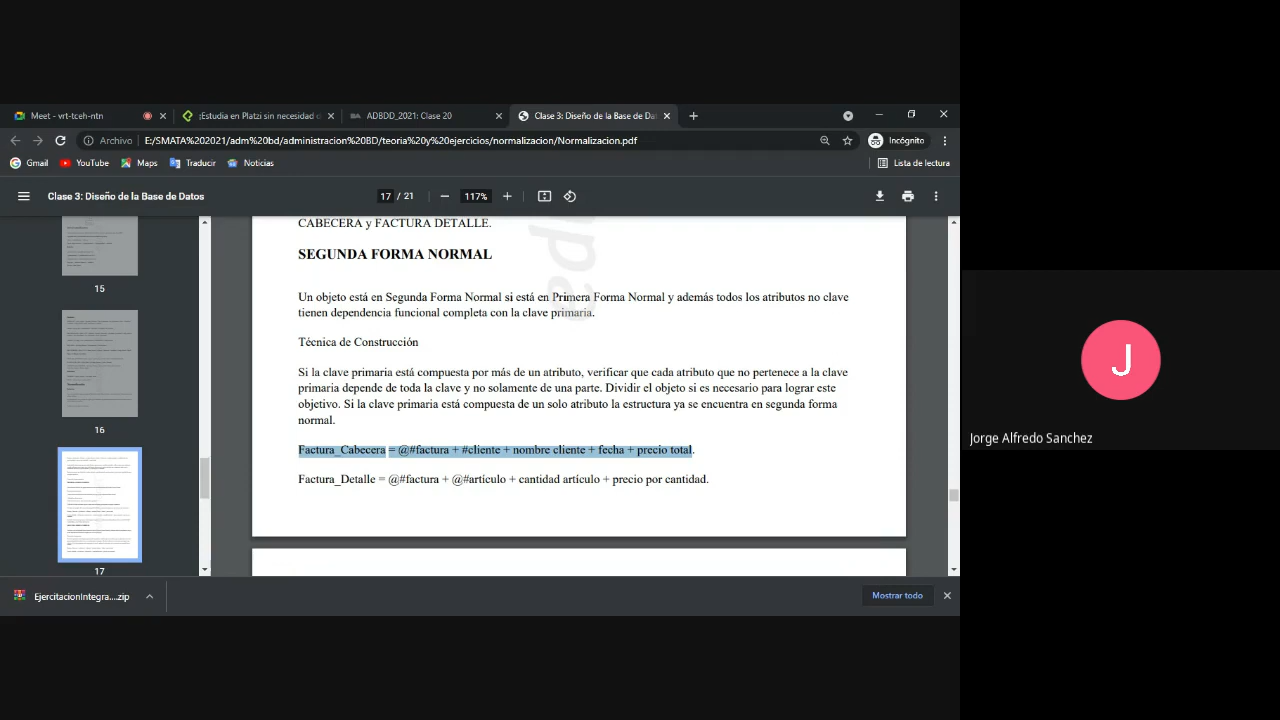 Meet - vrt-tceh-ntn
¡Estudia en Platzi sin necesidad d
ADBDD_2021: Clase 20
Clase 3: Diseño de la Base de Da
Archivo
E:/SMATA%202021/adm%20bd/administracion%20BD/teoria%20y%20ejercicios/normalizacion/Normalizacion.pdf
Incógnito
Gmail
YouTube
Maps
Traducir
Noticias
Lista de lectura
Clase 3: Diseño de la Base de Datos
17 / 21
117%
CABECERA y FACTURA DETALLE.
SEGUNDA FORMA NORMAL
Un objeto está en Segunda Forma Normal si está en Primera Forma Normal y además todos los atributos no clave
tienen dependencia funcional completa con la clave primaria.
Técnica de Construcción
Si la clave primaria está compuesta por más de un atributo, verificar que cada atributo que no pertenece a la clave
primaria depende de toda la clave y no solamente de una parte. Dividir el objeto si es necesario para lograr este
objetivo. Si la clave primaria está compuesta de un solo atributo la estructura ya se encuentra en segunda forma
normal.
Factura_Cabecera = @#factura + #cliente + nombre cliente + fecha + precio total.
Factura_Detalle = @#factura + @#articulo + cantidad artículo + precio por cantidad.
15
16
17
EjercitacionIntegra....zip
Mostrar todo
J
Jorge Alfredo Sanchez